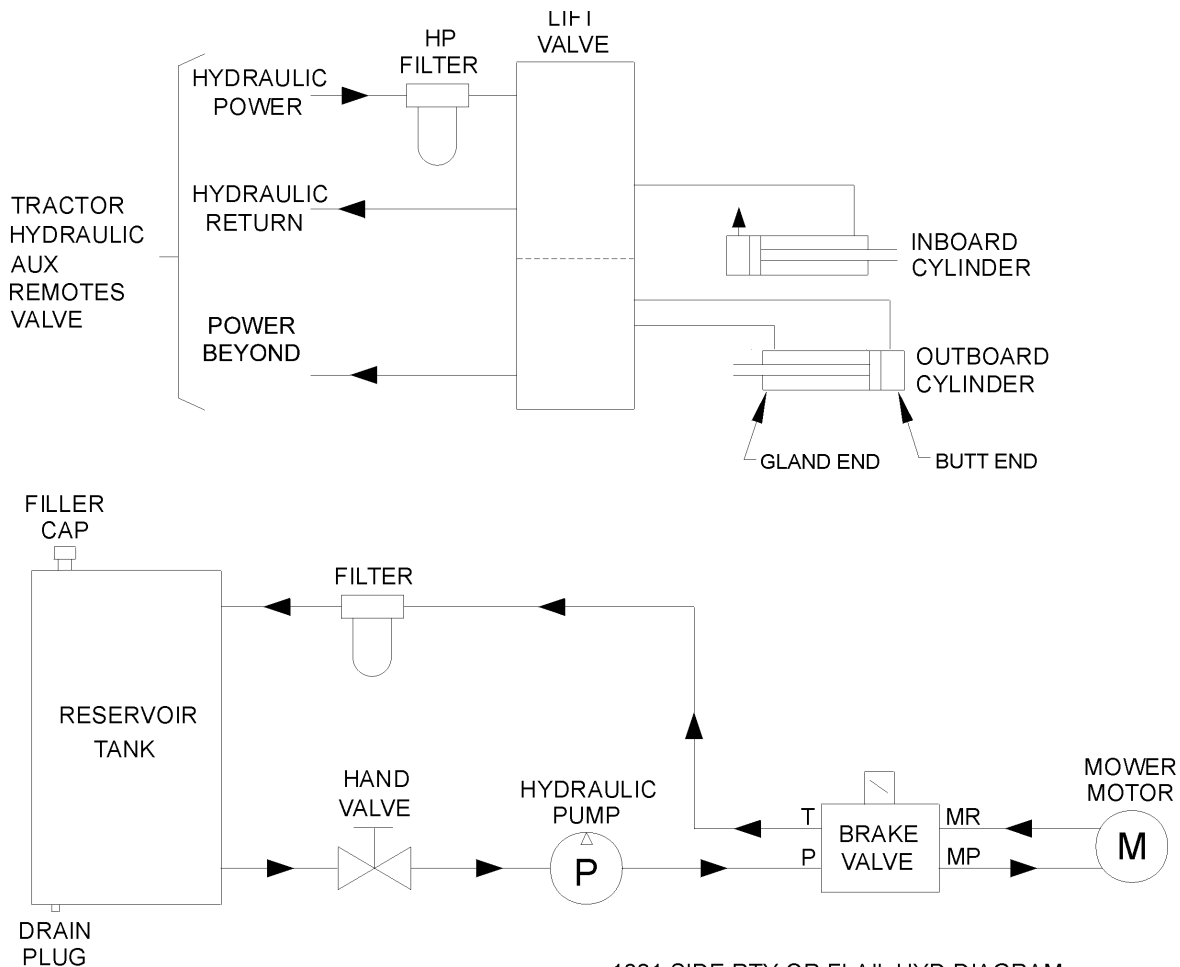 LIFT
VALVE
HP
FILTER
HYDRAULIC
POWER
HYDRAULIC
RETURN
TRACTOR
HYDRAULIC
AUX
REMOTES
VALVE
INBOARD
CYLINDER
POWER
BEYOND
OUTBOARD
CYLINDER
GLAND END
BUTT END
FILLER
CAP
FILTER
RESERVOIR
TANK
HAND
VALVE
HYDRAULIC
PUMP
P
T
P
BRAKE
VALVE
MR
MP
MOWER
MOTOR
M
DRAIN
PLUG
SIDE RTY OR FLAIL HYD DIAGRAM